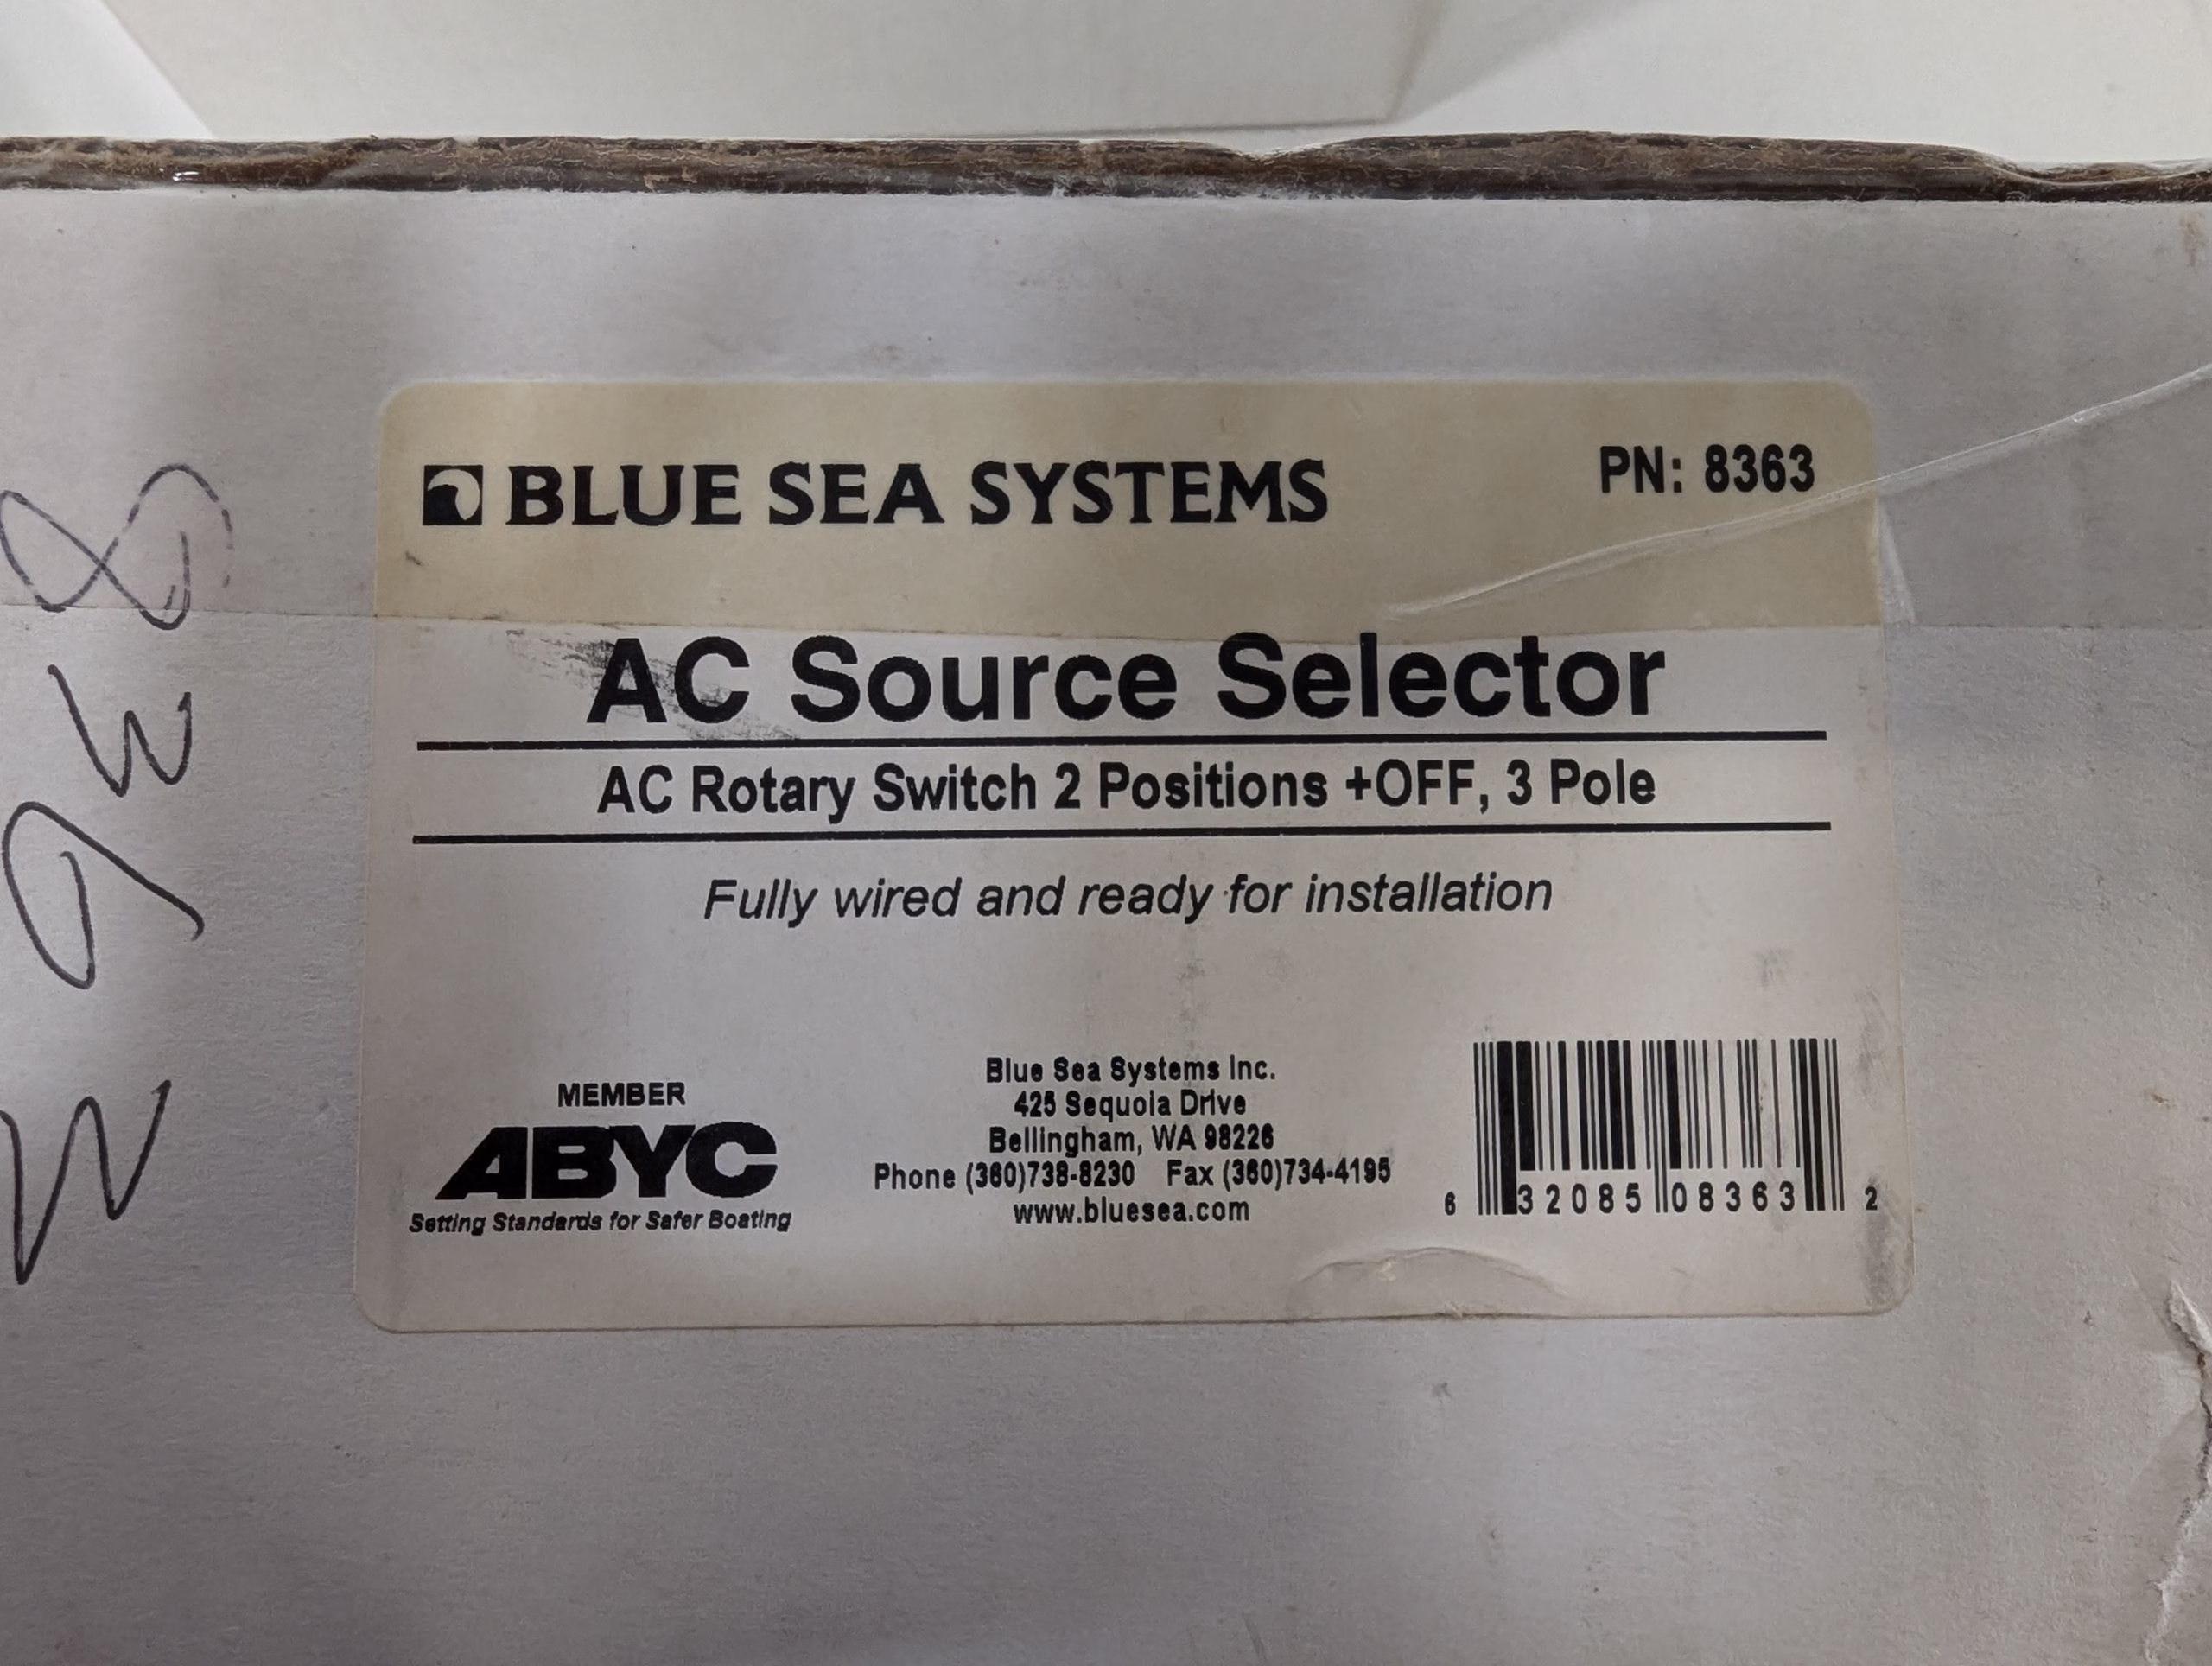 8363
BLUE SEA SYSTEMS
PN: 8363
AC Source Selector
AC Rotary Switch 2 Positions +OFF, 3 Pole
Fully wired and ready for installation
MEMBER
ABYC
Setting Standards for Safer Boating
Blue Sea Systems Inc.
425 Sequoia Drive
Bellingham, WA 98226
Phone (360)738-8230 Fax (360)734-4195
www.bluesea.com
6 32085 08363 2